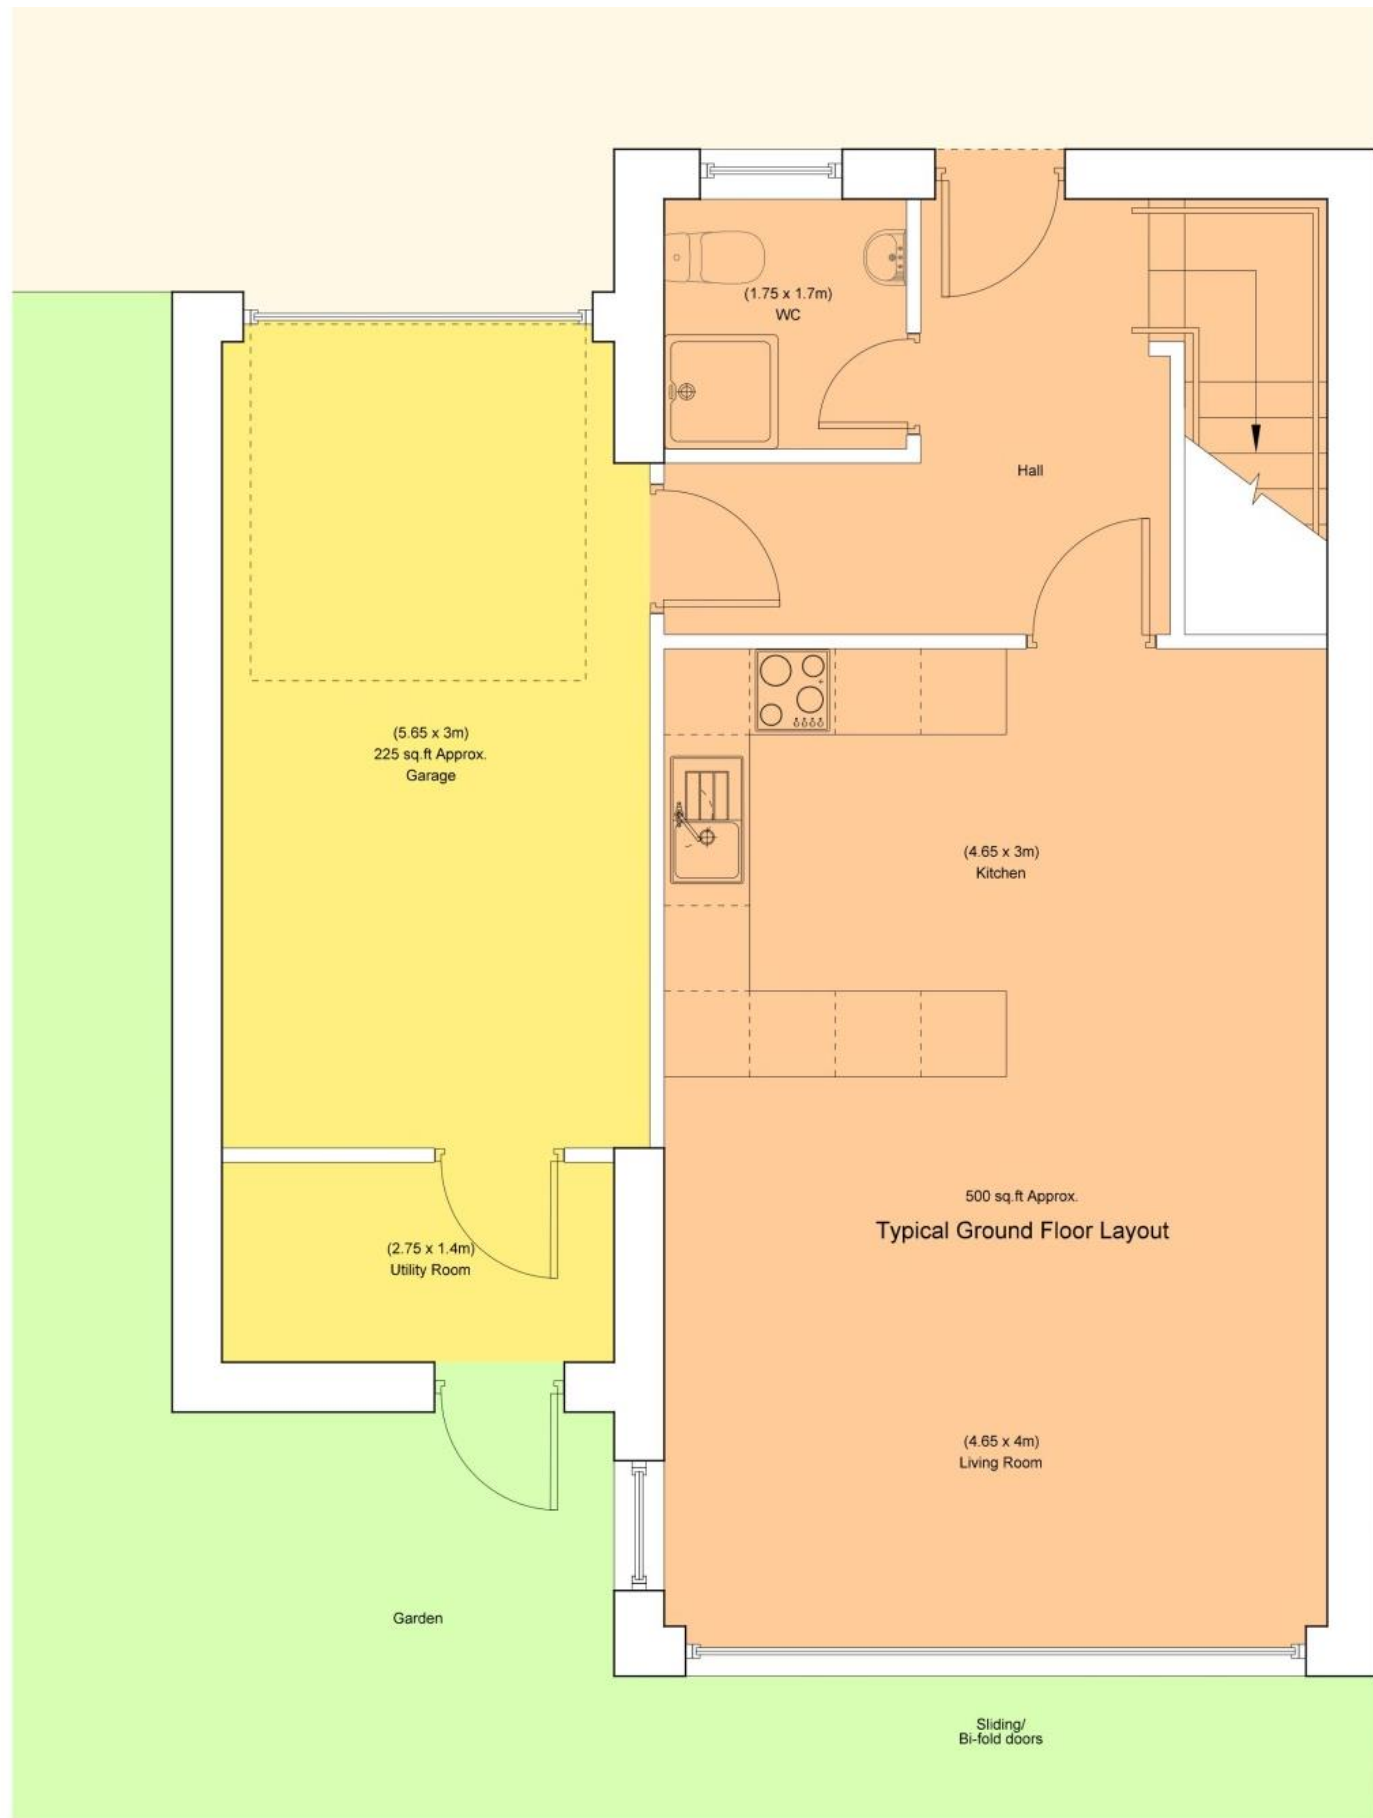 (1.75 x 1.7m)
WC
Hall
(5.65 x 3m)
225 sq.ft Approx.
Garage
(4.65 x 3m)
Kitchen
500 sq.ft Approx.
Typical Ground Floor Layout
(2.75 x 1.4m)
Utility Room
(4.65 x 4m)
Living Room
Garden
Sliding/
Bi-fold doors